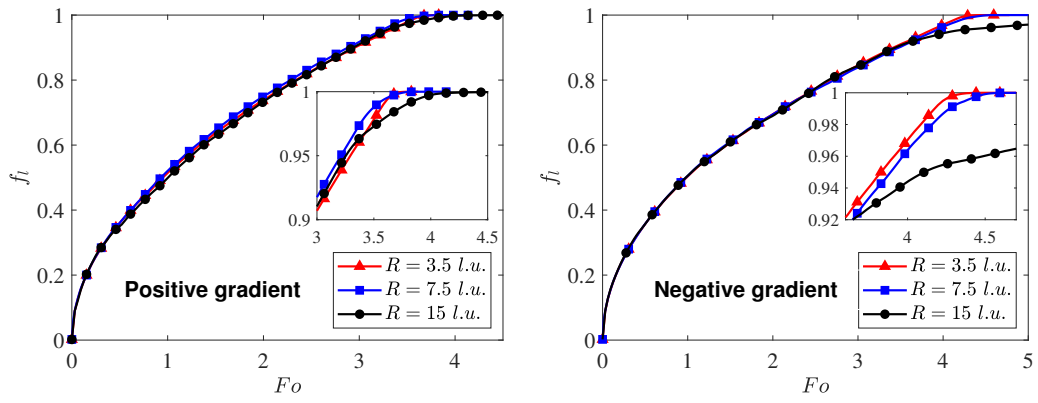 1
0.8
0.6
0.4
0.2
0
f_l
0 1 2 3 4
Fo
1
0.95
0.9
3 3.5 4 4.5
R = 3.5 l.u.
R = 7.5 l.u.
R = 15 l.u.
Positive gradient
1
0.8
0.6
0.4
0.2
0
f_l
0 1 2 3 4 5
Fo
1
0.98
0.96
0.94
0.92
4 4.5
R = 3.5 l.u.
R = 7.5 l.u.
R = 15 l.u.
Negative gradient